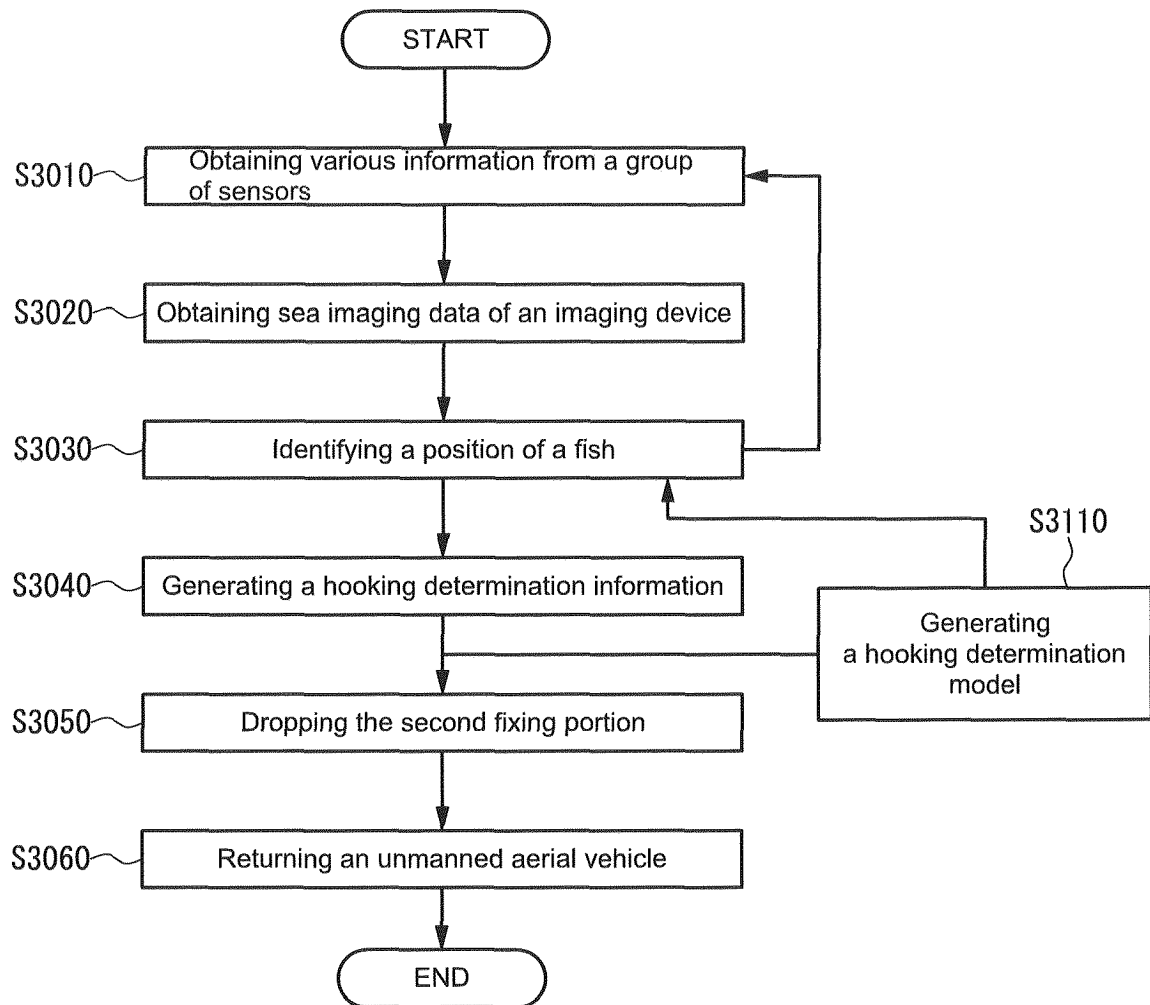 START
S3010
Obtaining various information from a group
of sensors
S3020
Obtaining sea imaging data of an imaging device
S3030
Identifying a position of a fish
S3110
S3040
Generating a hooking determination information
Generating
a hooking determination
model
S3050
Dropping the second fixing portion
S3060
Returning an unmanned aerial vehicle
END